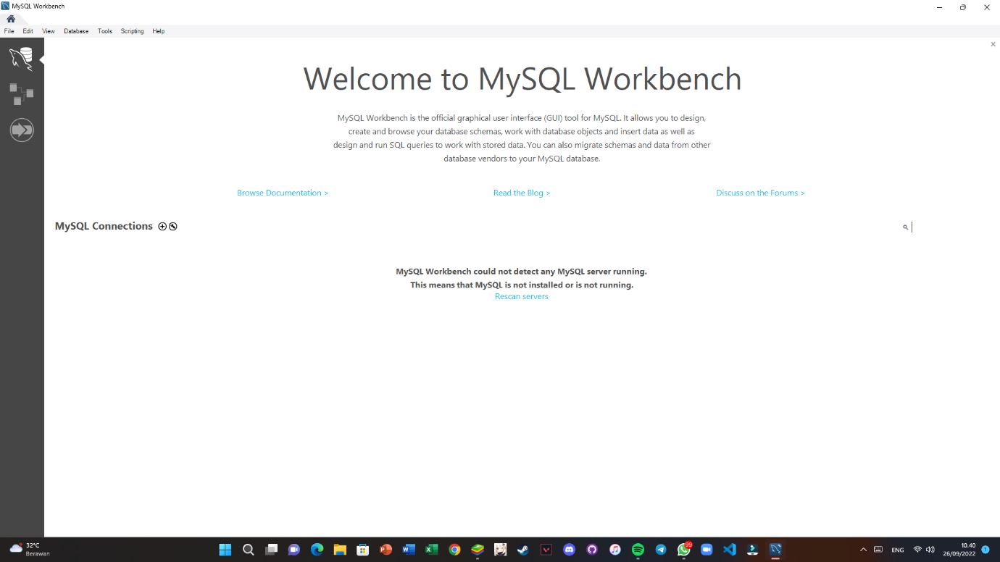 MySQL Workbench
File Edit View Database Tools Scripting Help
Welcome to MySQL Workbench
MySQL Workbench is the official graphical user interface (GUI) tool for MySQL. It allows you to design,
create and browse your database schemas, work with database objects and insert data as well as
design and run SQL queries to work with stored data. You can also migrate schemas and data from other
database vendors to your MySQL database.
Browse Documentation > Read the Blog > Discuss on the Forums >
MySQL Connections
MySQL Workbench could not detect any MySQL server running.
This means that MySQL is not installed or is not running.
Rescan servers
32°C
Berawan
99
ENG
10.40
26/09/2022
1